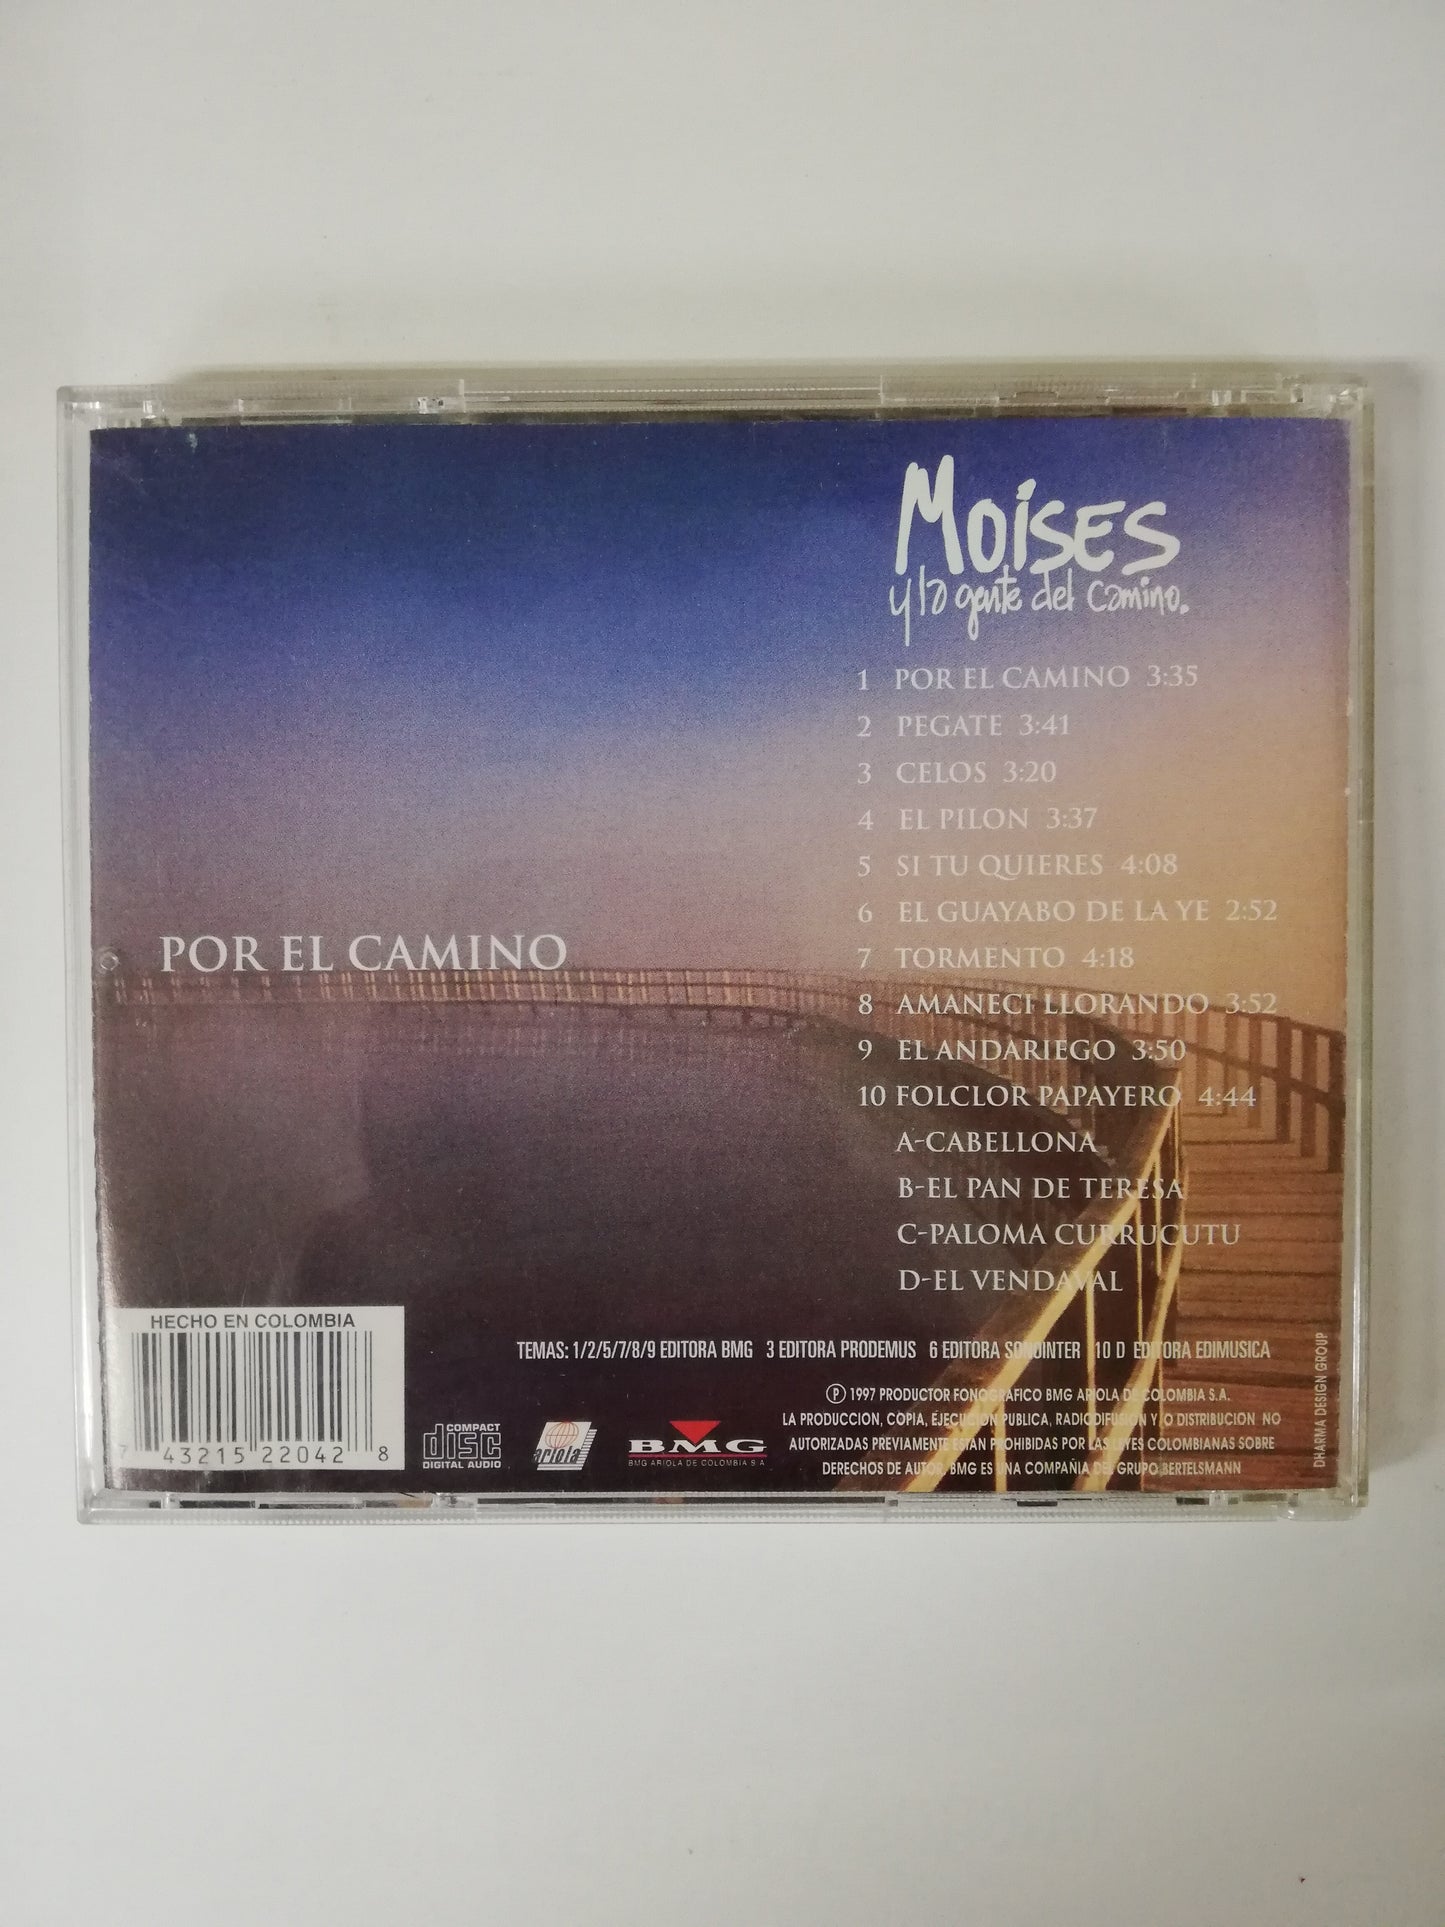 MOISES
y la gente del camino.
1 POR EL CAMINO 3:35
2 PEGATE 3:41
3 CELOS 3:20
4 EL PILON 3:37
5 SI TU QUIERES 4:08
6 EL GUAYABO DE LA YE 2:52
7 TORMENTO 4:18
8 AMANECI LLORANDO 3:52
9 EL ANDARIEGO 3:50
10 FOLCLOR PAPAYERO 4:44
A-CABELLONA
B-EL PAN DE TERESA
C-PALOMA CURRUCUTU
D-EL VENDAVAL
POR EL CAMINO
HECHO EN COLOMBIA
7 43215 22042 8
COMPACT
disc
DIGITAL AUDIO
ariola
BMG
BMG ARIOLA DE COLOMBIA S.A.
TEMAS: 1/2/5/7/8/9 EDITORA BMG 3 EDITORA PRODEMUS 6 EDITORA SONOINTER 10 D EDITORA EDIMUSICA
Ⓟ 1997 PRODUCTOR FONOGRAFICO BMG ARIOLA DE COLOMBIA S.A.
LA PRODUCCION, COPIA, EJECUCION PUBLICA, RADIODIFUSION Y/O DISTRIBUCION NO
AUTORIZADAS PREVIAMENTE ESTAN PROHIBIDAS POR LAS LEYES COLOMBIANAS SOBRE
DERECHOS DE AUTOR, BMG ES UNA COMPAÑIA DEL GRUPO BERTELSMANN
DHARMA DESIGN GROUP